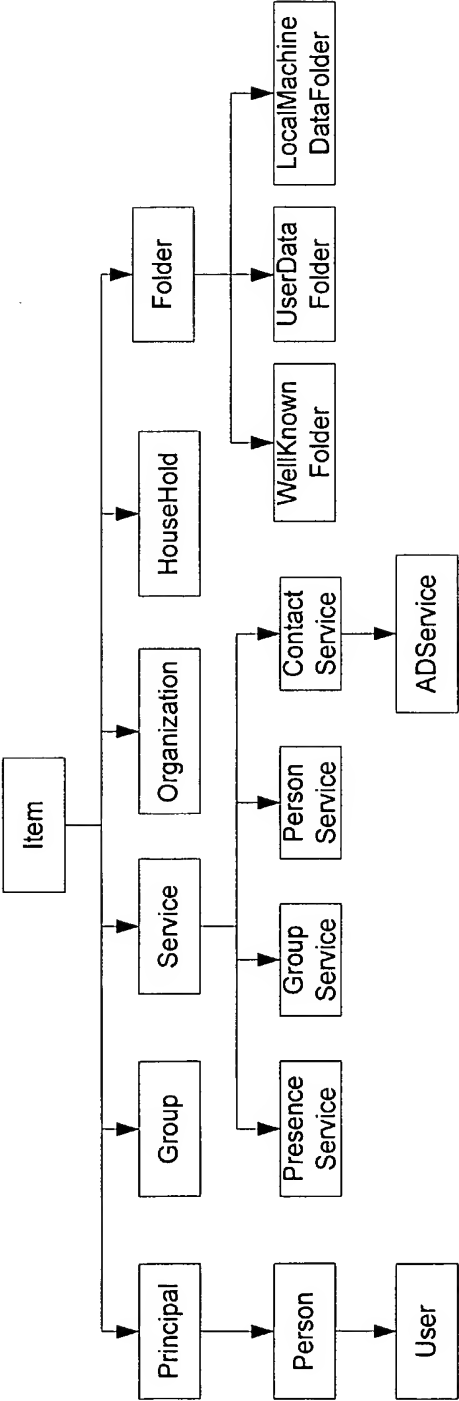 Item
Principal
Group
Service
Organization
HouseHold
Folder
Person
Presence
Service
Group
Service
Person
Service
Contact
Service
WellKnown
Folder
UserData
Folder
LocalMachine
DataFolder
User
ADService